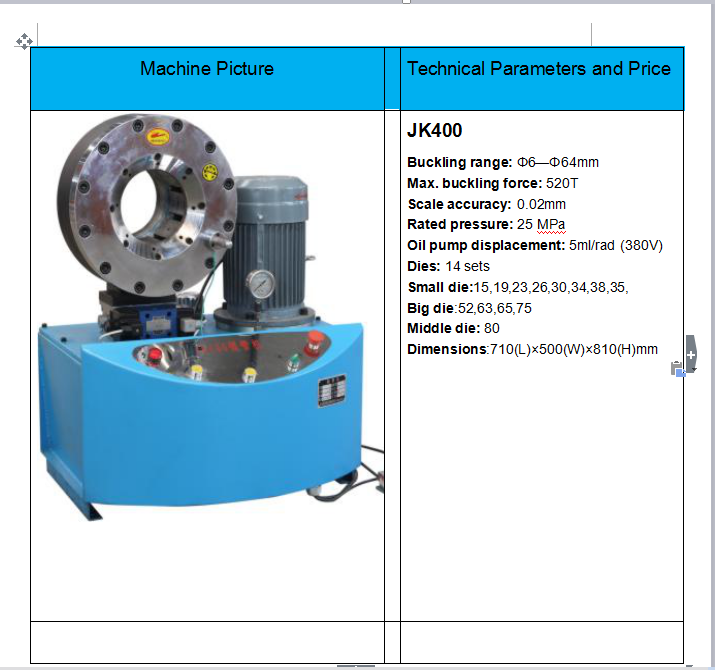 Machine Picture
Technical Parameters and Price
JK400
Buckling range: Φ6—Φ64mm
Max. buckling force: 520T
Scale accuracy: 0.02mm
Rated pressure: 25 MPa
Oil pump displacement: 5ml/rad (380V)
Dies: 14 sets
Small die:15,19,23,26,30,34,38,35,
Big die:52,63,65,75
Middle die: 80
Dimensions:710(L)×500(W)×810(H)mm